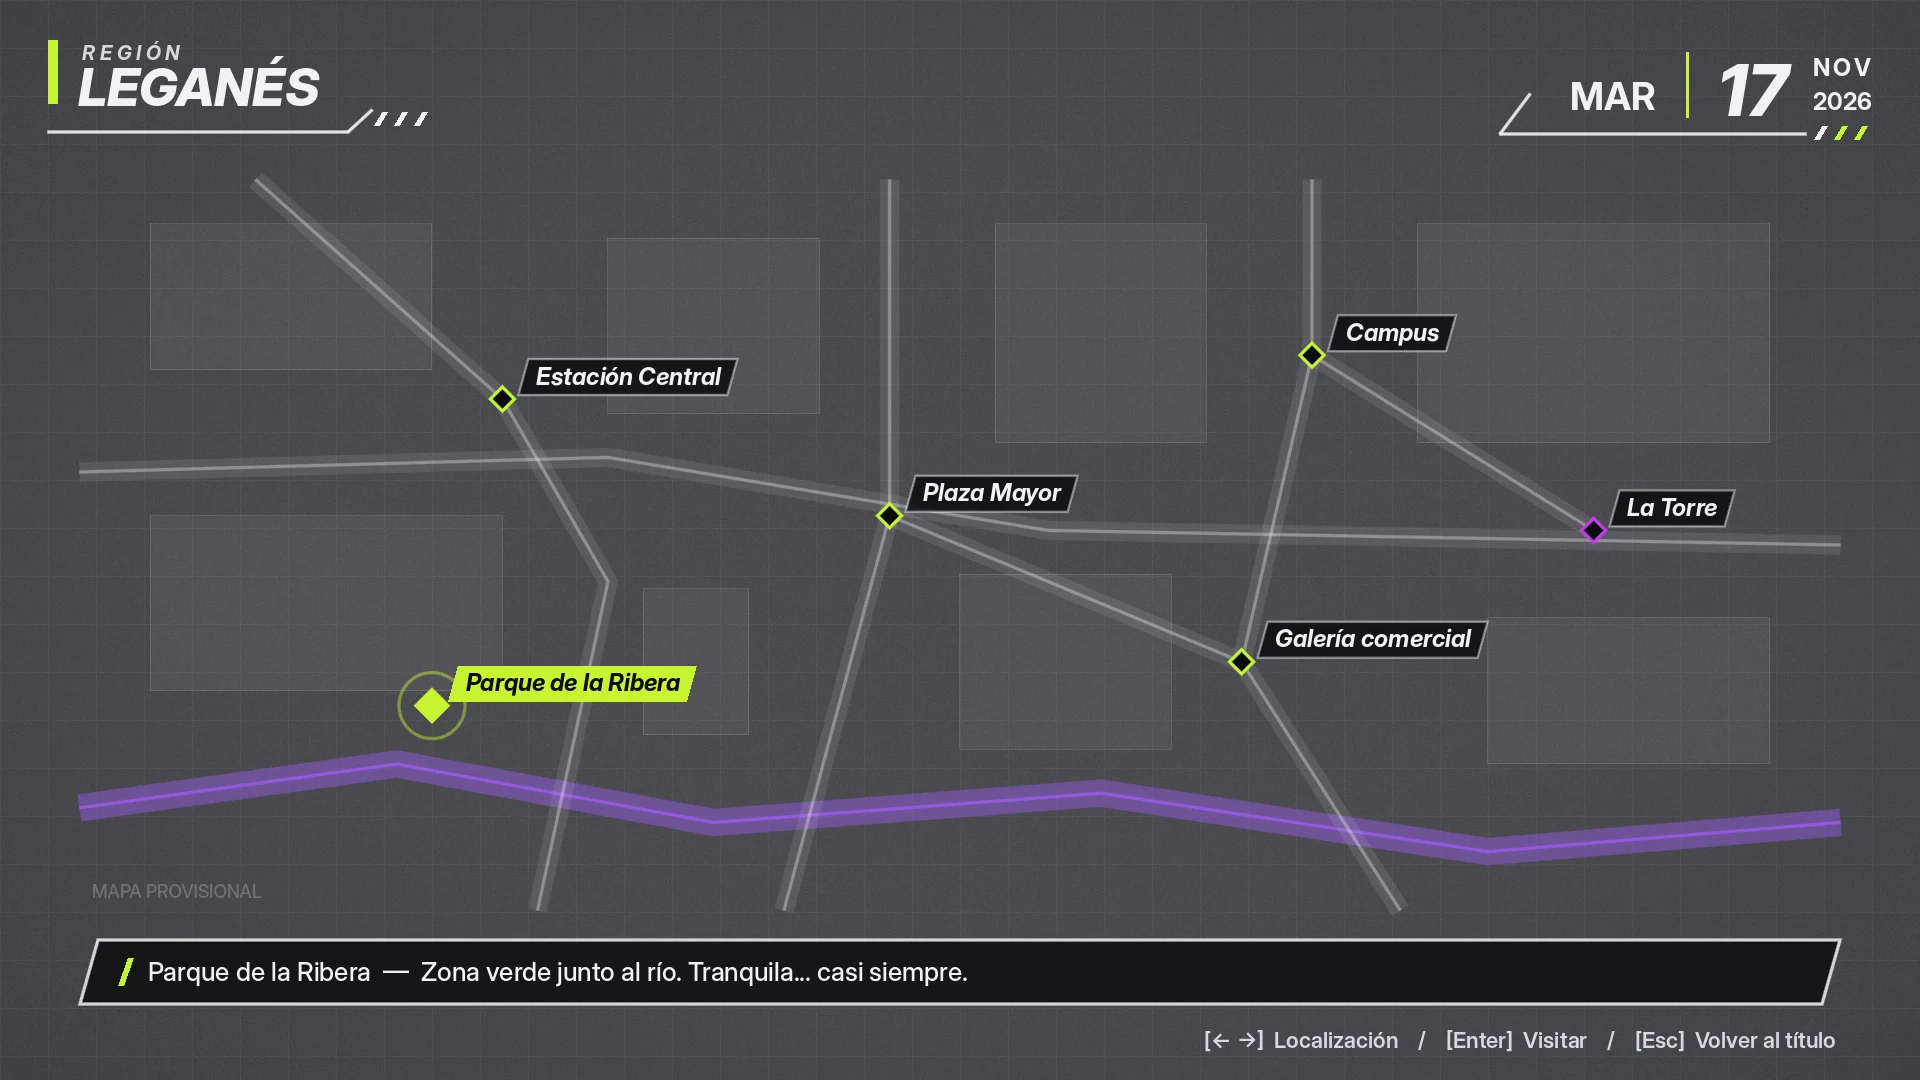 REGIÓN
LEGANÉS
MAR
17
NOV
2026
Campus
Estación Central
Plaza Mayor
La Torre
Galería comercial
Parque de la Ribera
MAPA PROVISIONAL
Parque de la Ribera — Zona verde junto al río. Tranquila... casi siempre.
[← →] Localización / [Enter] Visitar / [Esc] Volver al título